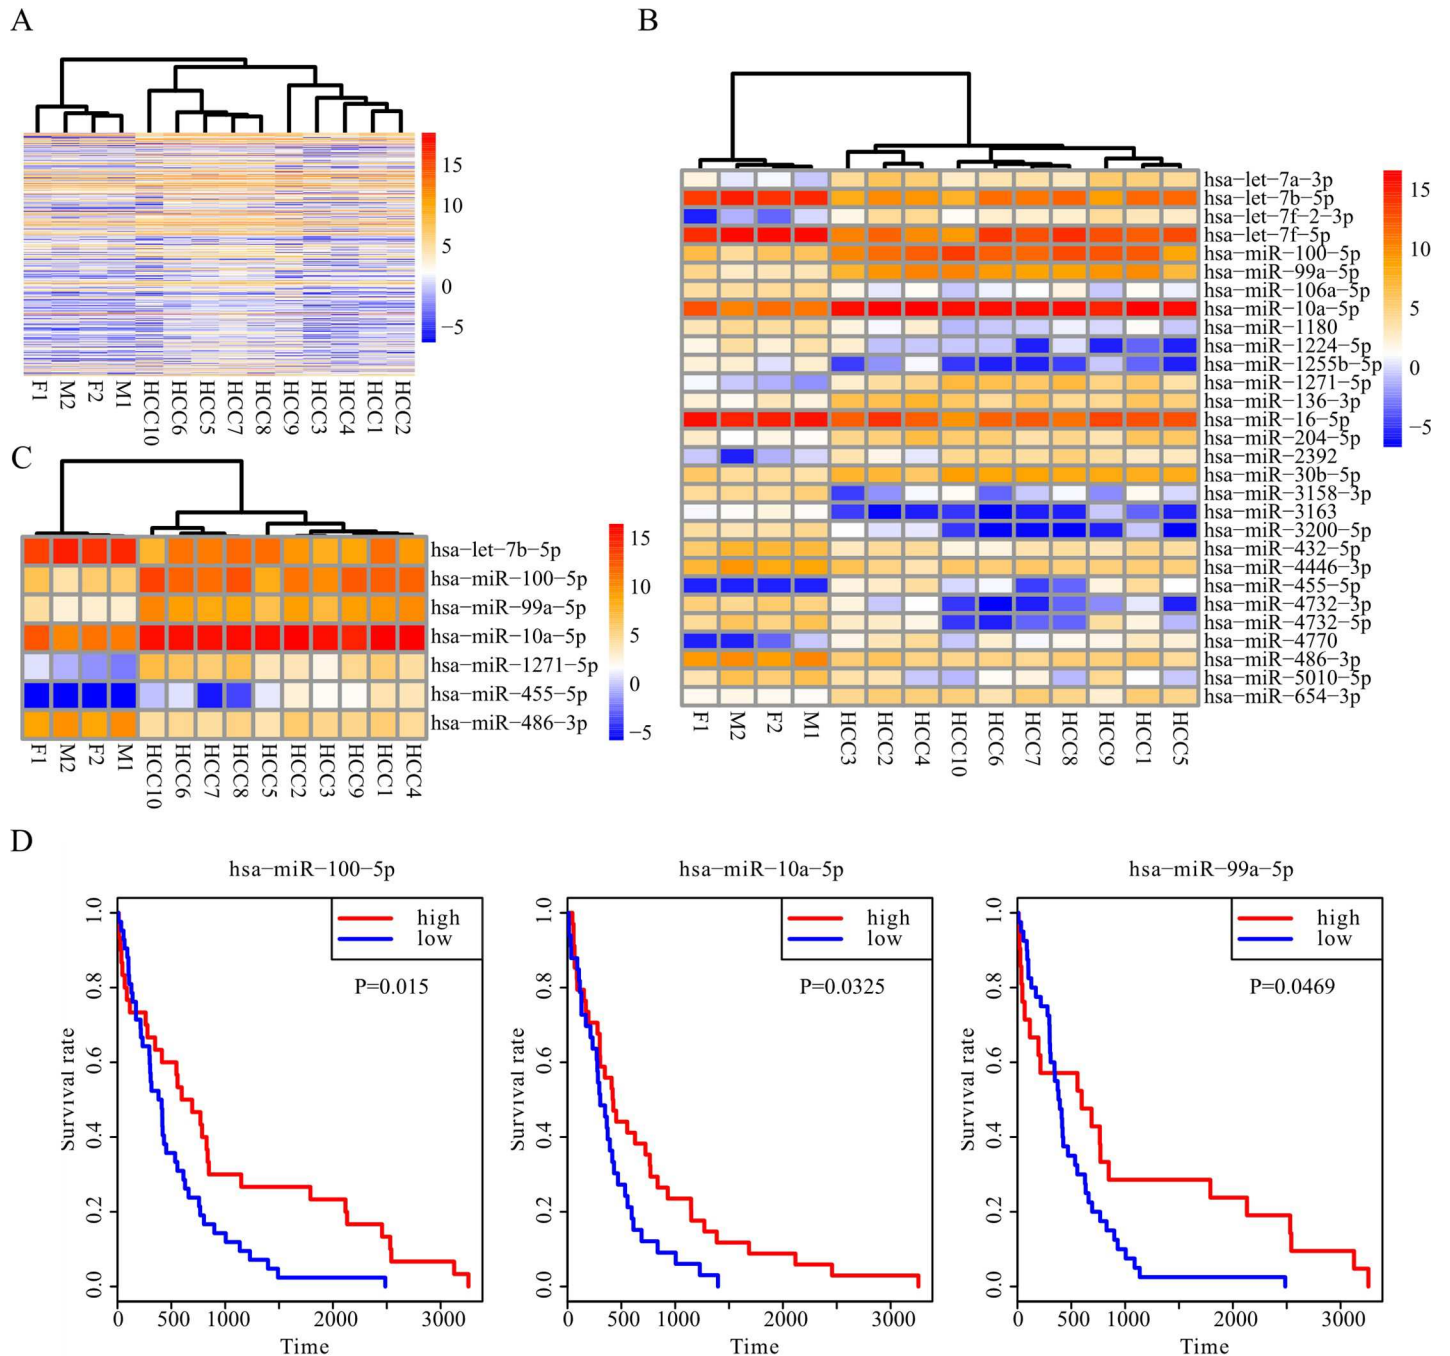 A
15
10
5
0
−5
F1
M2
F2
M1
HCC10
HCC6
HCC5
HCC7
HCC8
HCC9
HCC3
HCC4
HCC1
HCC2
B
hsa−let−7a−3p
hsa−let−7b−5p
hsa−let−7f−2−3p
hsa−let−7f−5p
hsa−miR−100−5p
hsa−miR−99a−5p
hsa−miR−106a−5p
hsa−miR−10a−5p
hsa−miR−1180
hsa−miR−1224−5p
hsa−miR−1255b−5p
hsa−miR−1271−5p
hsa−miR−136−3p
hsa−miR−16−5p
hsa−miR−204−5p
hsa−miR−2392
hsa−miR−30b−5p
hsa−miR−3158−3p
hsa−miR−3163
hsa−miR−3200−5p
hsa−miR−432−5p
hsa−miR−4446−3p
hsa−miR−455−5p
hsa−miR−4732−3p
hsa−miR−4732−5p
hsa−miR−4770
hsa−miR−486−3p
hsa−miR−5010−5p
hsa−miR−654−3p
15
10
5
0
−5
F1
M2
F2
M1
HCC3
HCC2
HCC4
HCC10
HCC6
HCC7
HCC8
HCC9
HCC1
HCC5
C
hsa−let−7b−5p
hsa−miR−100−5p
hsa−miR−99a−5p
hsa−miR−10a−5p
hsa−miR−1271−5p
hsa−miR−455−5p
hsa−miR−486−3p
15
10
5
0
−5
F1
M2
F2
M1
HCC10
HCC6
HCC7
HCC8
HCC5
HCC2
HCC3
HCC9
HCC1
HCC4
D
hsa−miR−100−5p
high
low
P=0.015
Survival rate
1.0
0.8
0.6
0.4
0.2
0.0
0 500 1000 2000 3000
Time
hsa−miR−10a−5p
high
low
P=0.0325
Survival rate
1.0
0.8
0.6
0.4
0.2
0.0
0 500 1000 2000 3000
Time
hsa−miR−99a−5p
high
low
P=0.0469
Survival rate
1.0
0.8
0.6
0.4
0.2
0.0
0 500 1000 2000 3000
Time